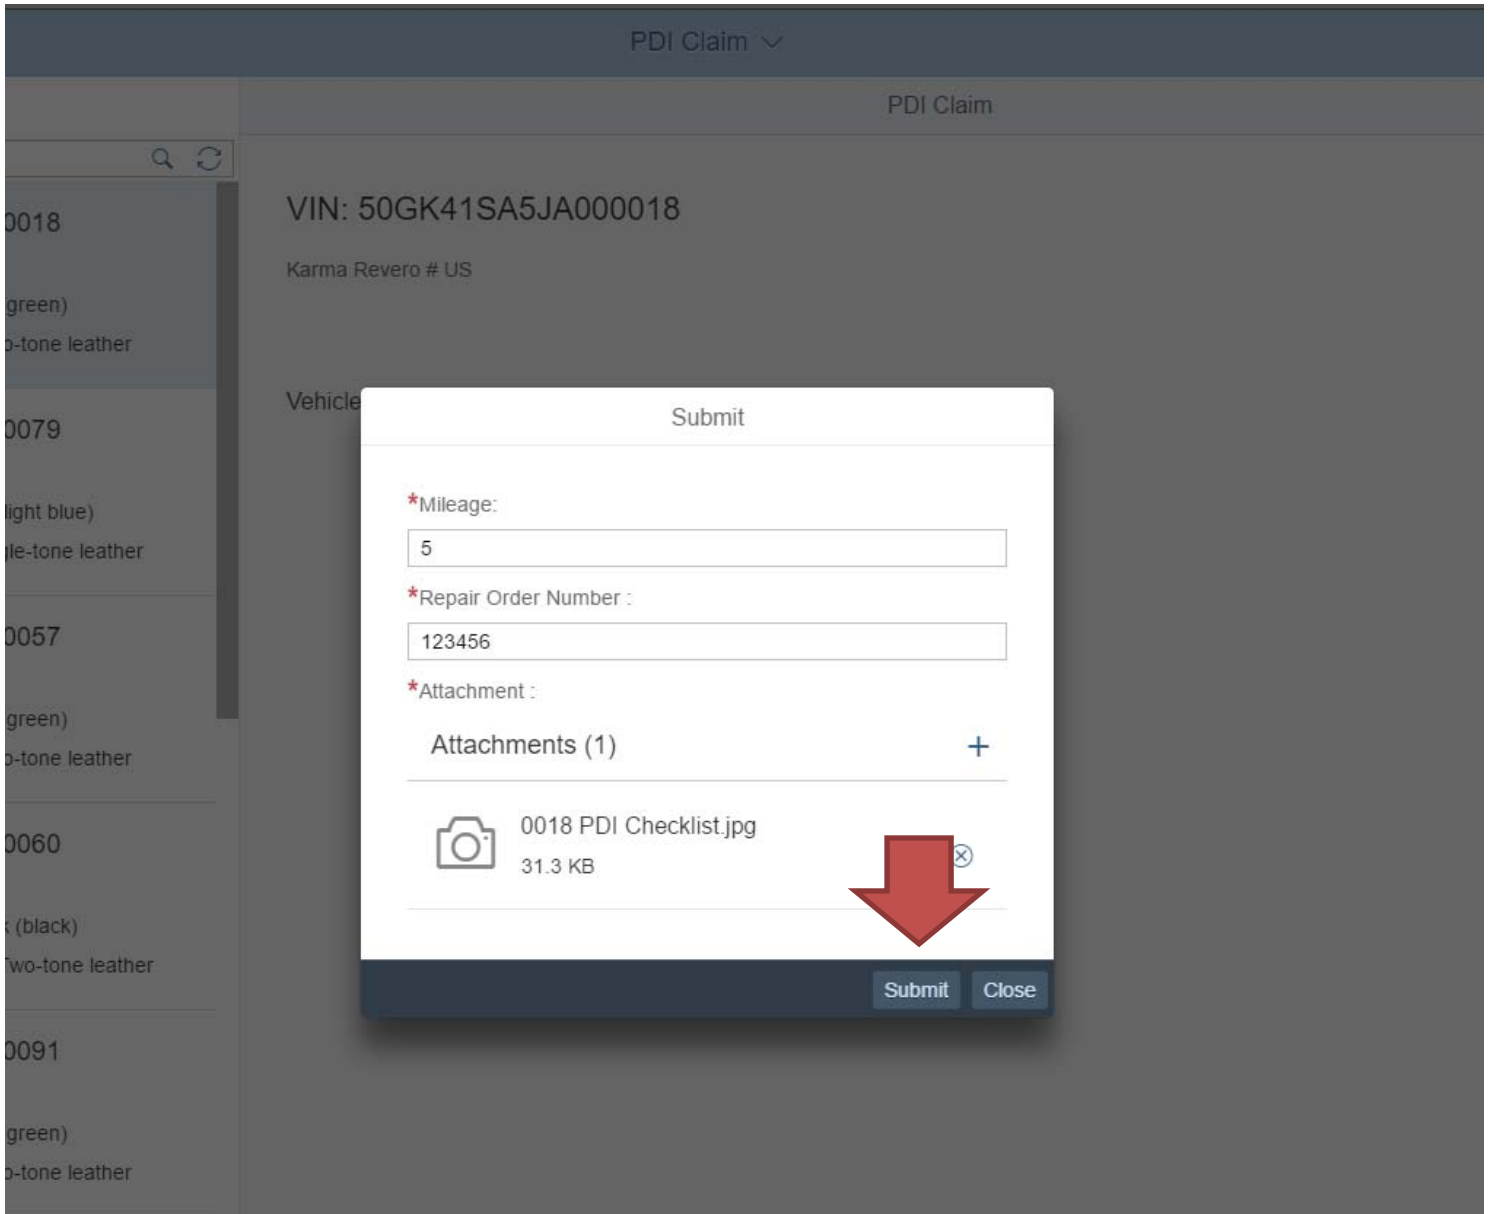 PDI Claim
PDI Claim
0018
green)
o-tone leather
0079
light blue)
gle-tone leather
0057
green)
o-tone leather
0060
k (black)
Two-tone leather
0091
green)
o-tone leather
VIN: 50GK41SA5JA000018
Karma Revero # US
Vehicle
Submit
*Mileage:
5
*Repair Order Number :
123456
*Attachment :
Attachments (1)
0018 PDI Checklist.jpg
31.3 KB
Submit Close